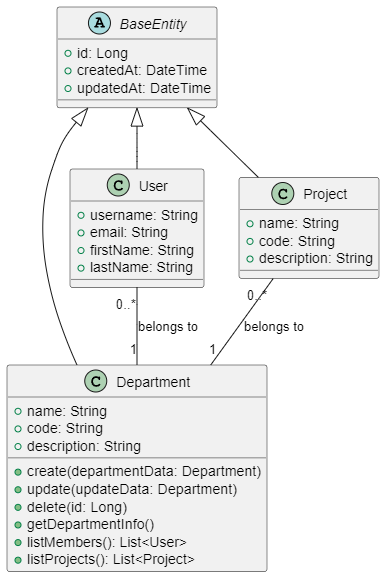 A BaseEntity
id: Long
createdAt: DateTime
updatedAt: DateTime
C User
username: String
email: String
firstName: String
lastName: String
C Project
name: String
code: String
description: String
0..*
0..*
belongs to
belongs to
1
1
C Department
name: String
code: String
description: String
create(departmentData: Department)
update(updateData: Department)
delete(id: Long)
getDepartmentInfo()
listMembers(): List<User>
listProjects(): List<Project>